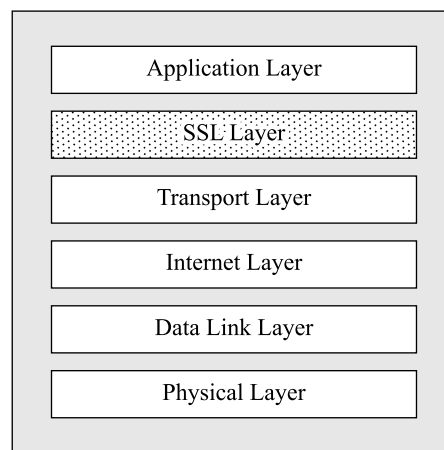 Application Layer
SSL Layer
Transport Layer
Internet Layer
Data Link Layer
Physical Layer